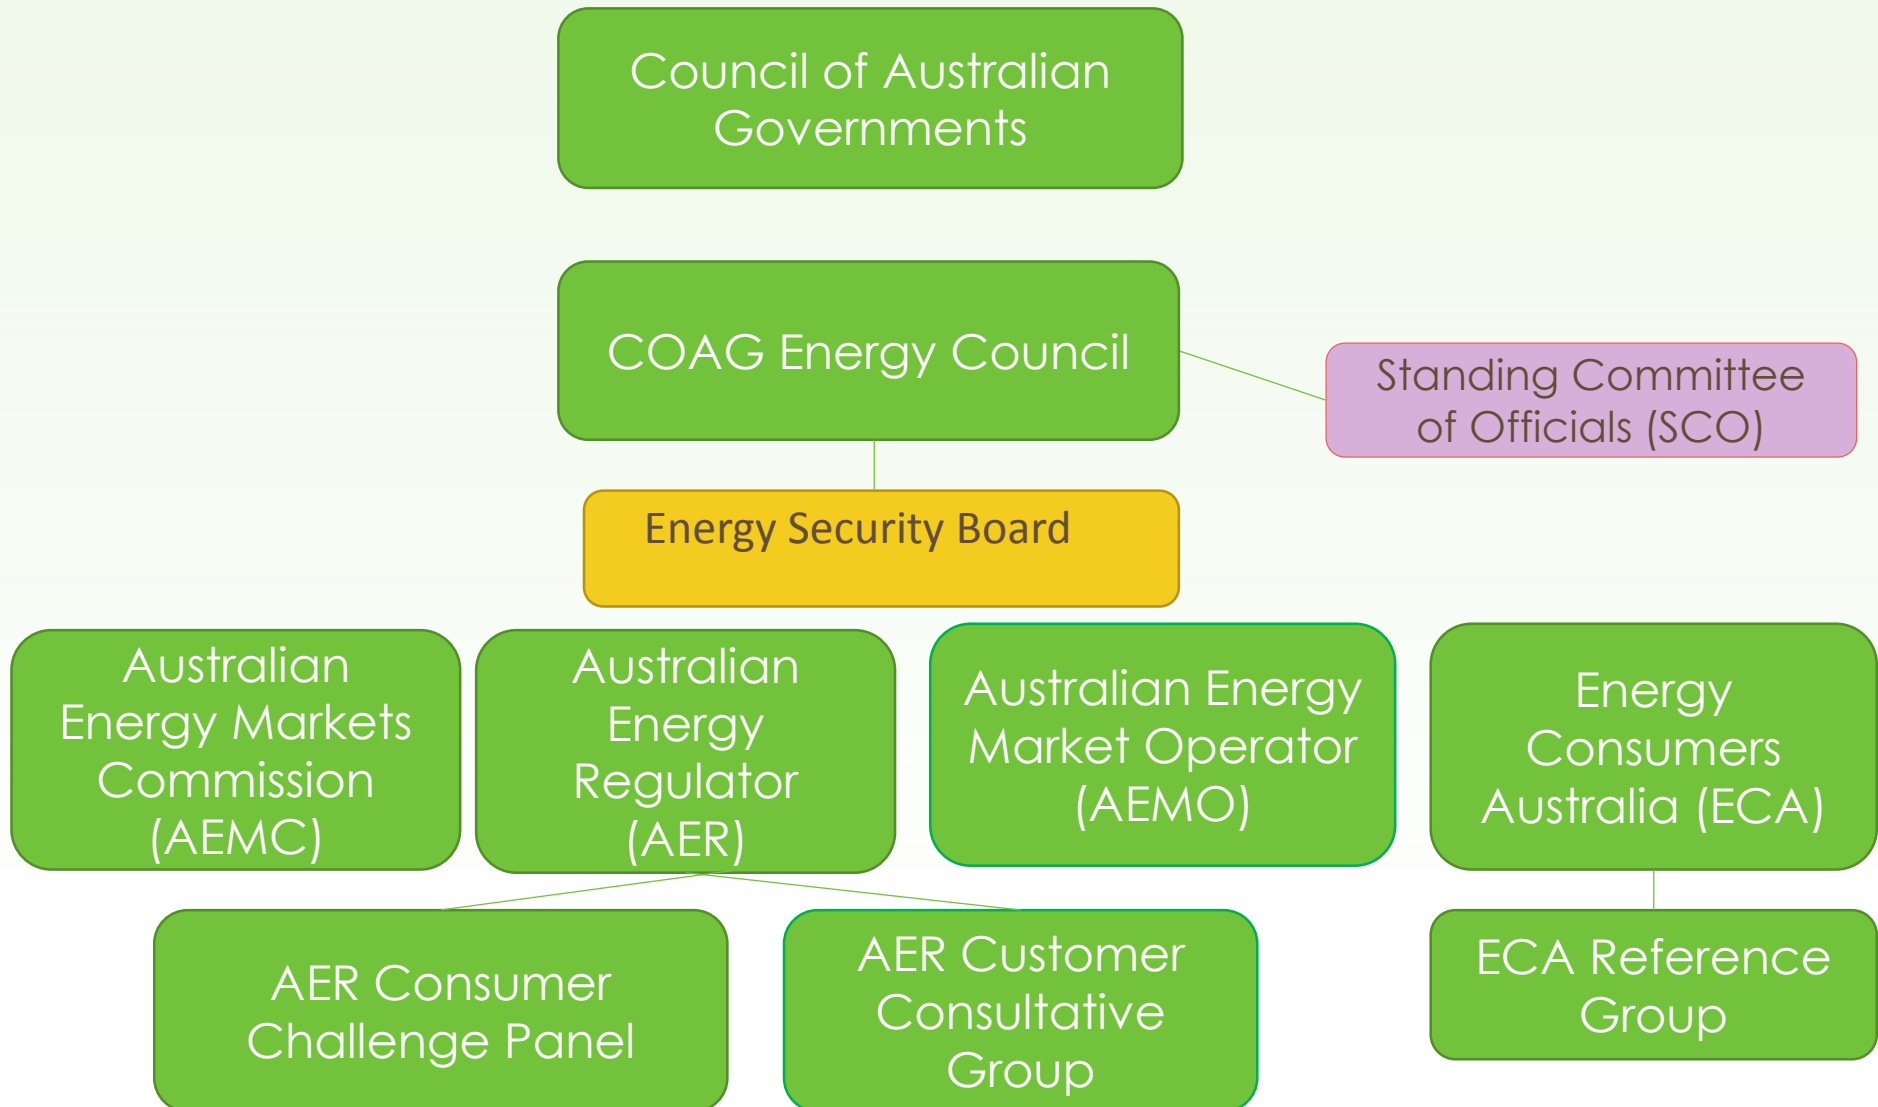 Council of Australian
Governments
COAG Energy Council
Standing Committee
of Officials (SCO)
Energy Security Board
Australian
Energy Markets
Commission
(AEMC)
Australian
Energy
Regulator
(AER)
Australian Energy
Market Operator
(AEMO)
Energy
Consumers
Australia (ECA)
AER Consumer
Challenge Panel
AER Customer
Consultative
Group
ECA Reference
Group